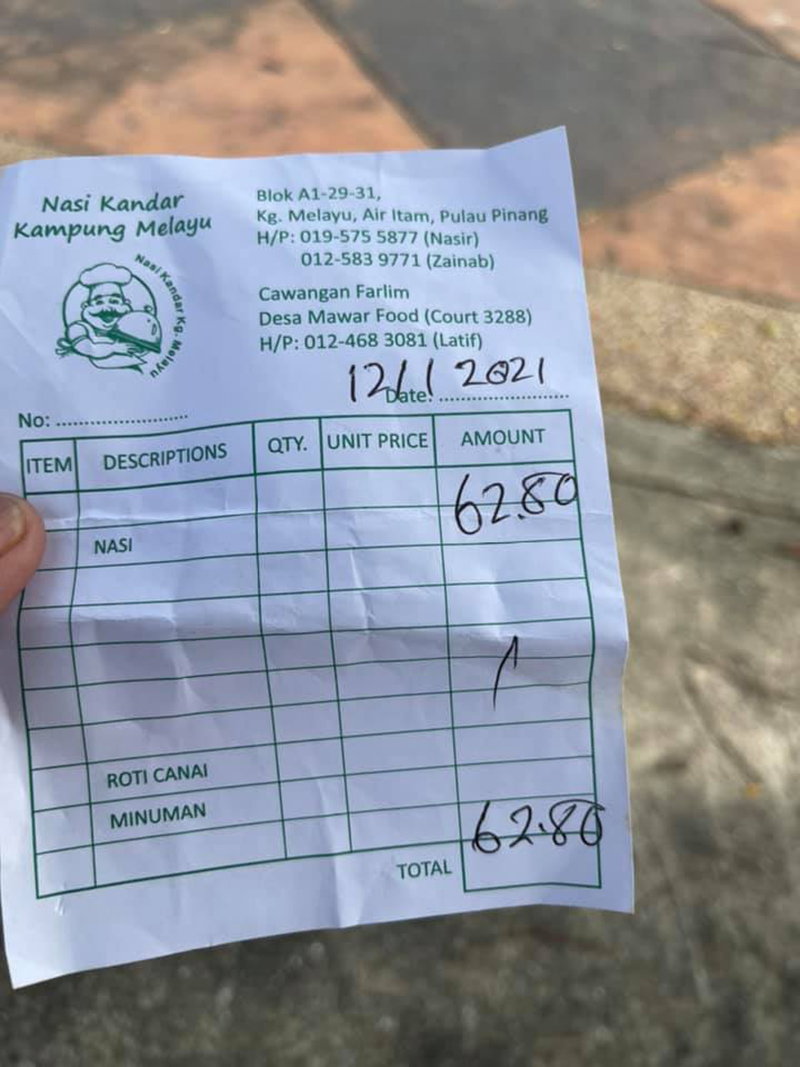 Nasi Kandar
Kampung Melayu
Nasi Kandar Kg. Melayu
Blok A1-29-31,
Kg. Melayu, Air Itam, Pulau Pinang
H/P: 019-575 5877 (Nasir)
012-583 9771 (Zainab)
Cawangan Farlim
Desa Mawar Food (Court 3288)
H/P: 012-468 3081 (Latif)
No: ........................
Date: 12/1/2021
ITEM DESCRIPTIONS QTY. UNIT PRICE AMOUNT
62.80
NASI
ROTI CANAI
MINUMAN
TOTAL 62.80